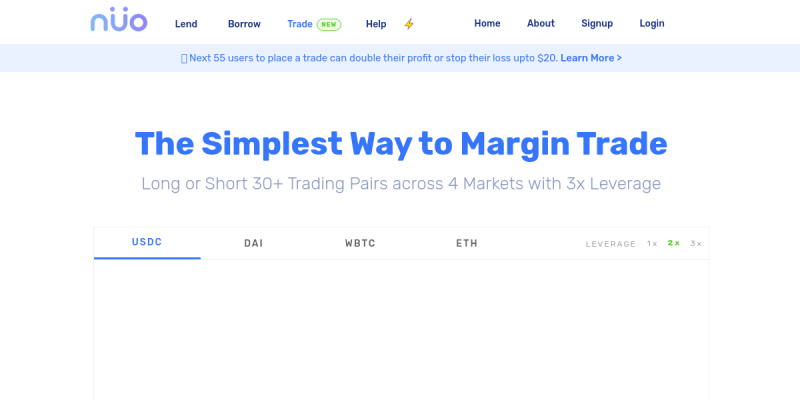 nüo
Lend Borrow Trade NEW Help Home About Signup Login
Next 55 users to place a trade can double their profit or stop their loss upto $20. Learn More >
The Simplest Way to Margin Trade
Long or Short 30+ Trading Pairs across 4 Markets with 3x Leverage
USDC DAI WBTC ETH LEVERAGE 1x 2x 3x